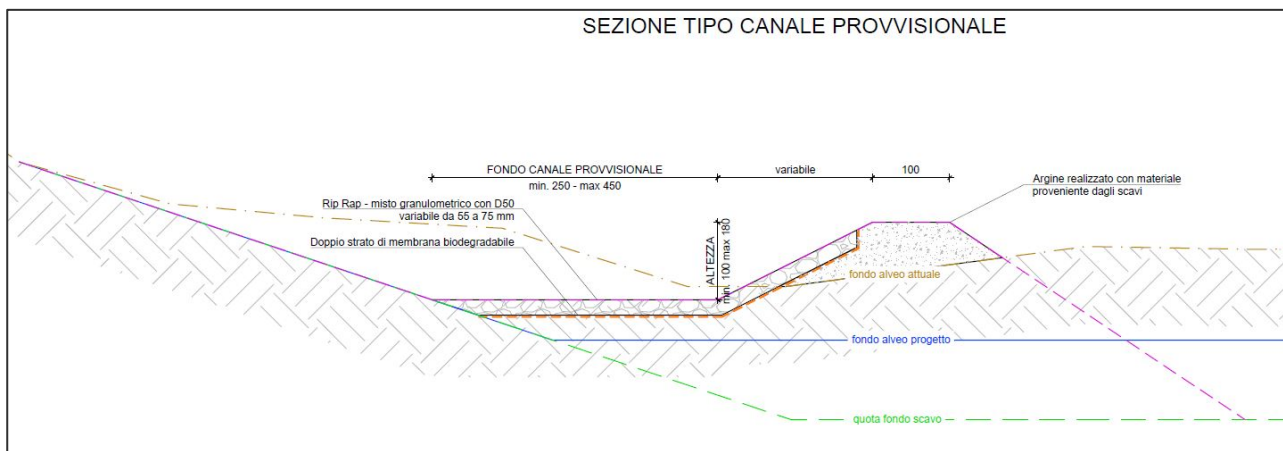 SEZIONE TIPO CANALE PROVVISIONALE
FONDO CANALE PROVVISIONALE
min. 250 - max 450
variabile
100
Argine realizzato con materiale
proveniente dagli scavi
Rip Rap - misto granulometrico con D50
variabile da 55 a 75 mm
Doppio strato di membrana biodegradabile
ALTEZZA
min. 100 max 180
fondo alveo attuale
fondo alveo progetto
quota fondo scavo